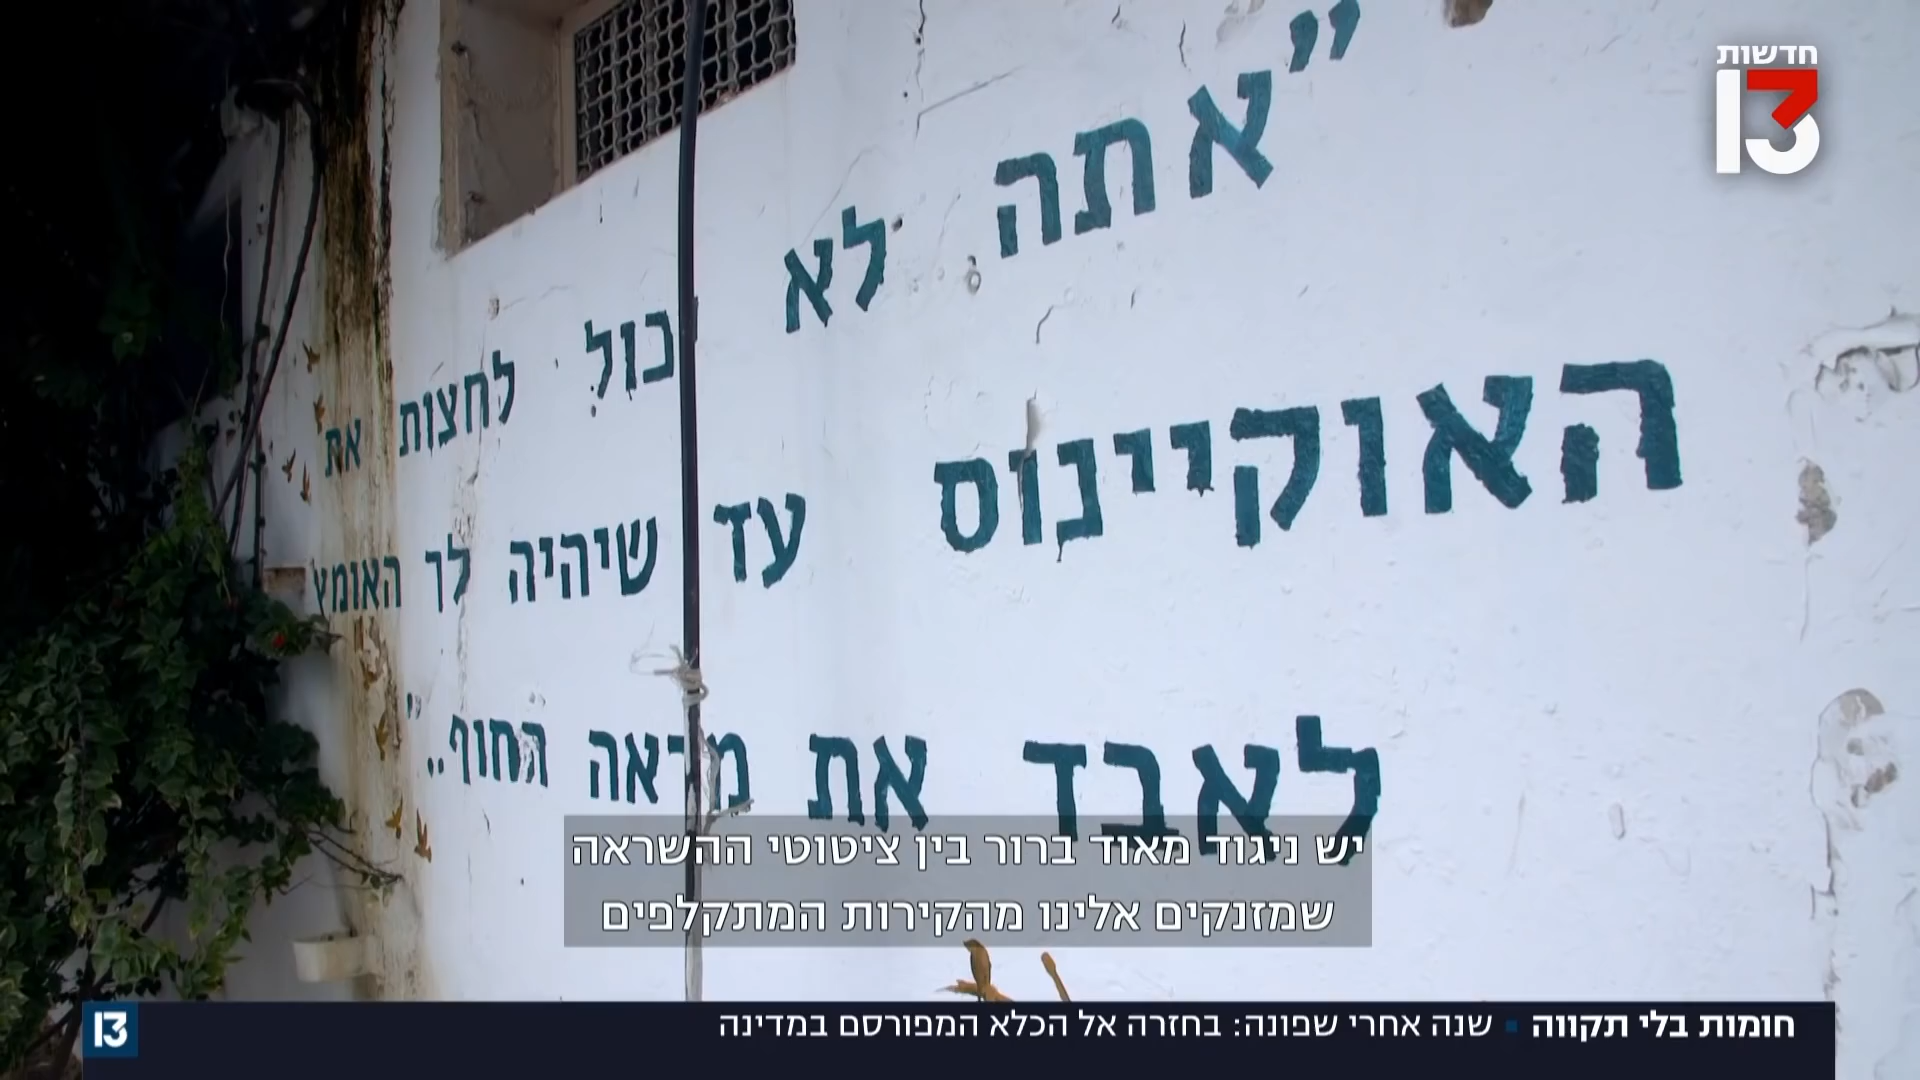 חדשות
13
"אתה לא יכול לחצות את
האוקיינוס עד שיהיה לך האומץ
לאבד את מראה החוף.."
יש ניגוד מאוד ברור בין ציטוטי ההשראה
שמזנקים אלינו מהקירות המתקלפים
חומות בלי תקווה ▪ שנה אחרי שפונה: בחזרה אל הכלא המפורסם במדינה
13